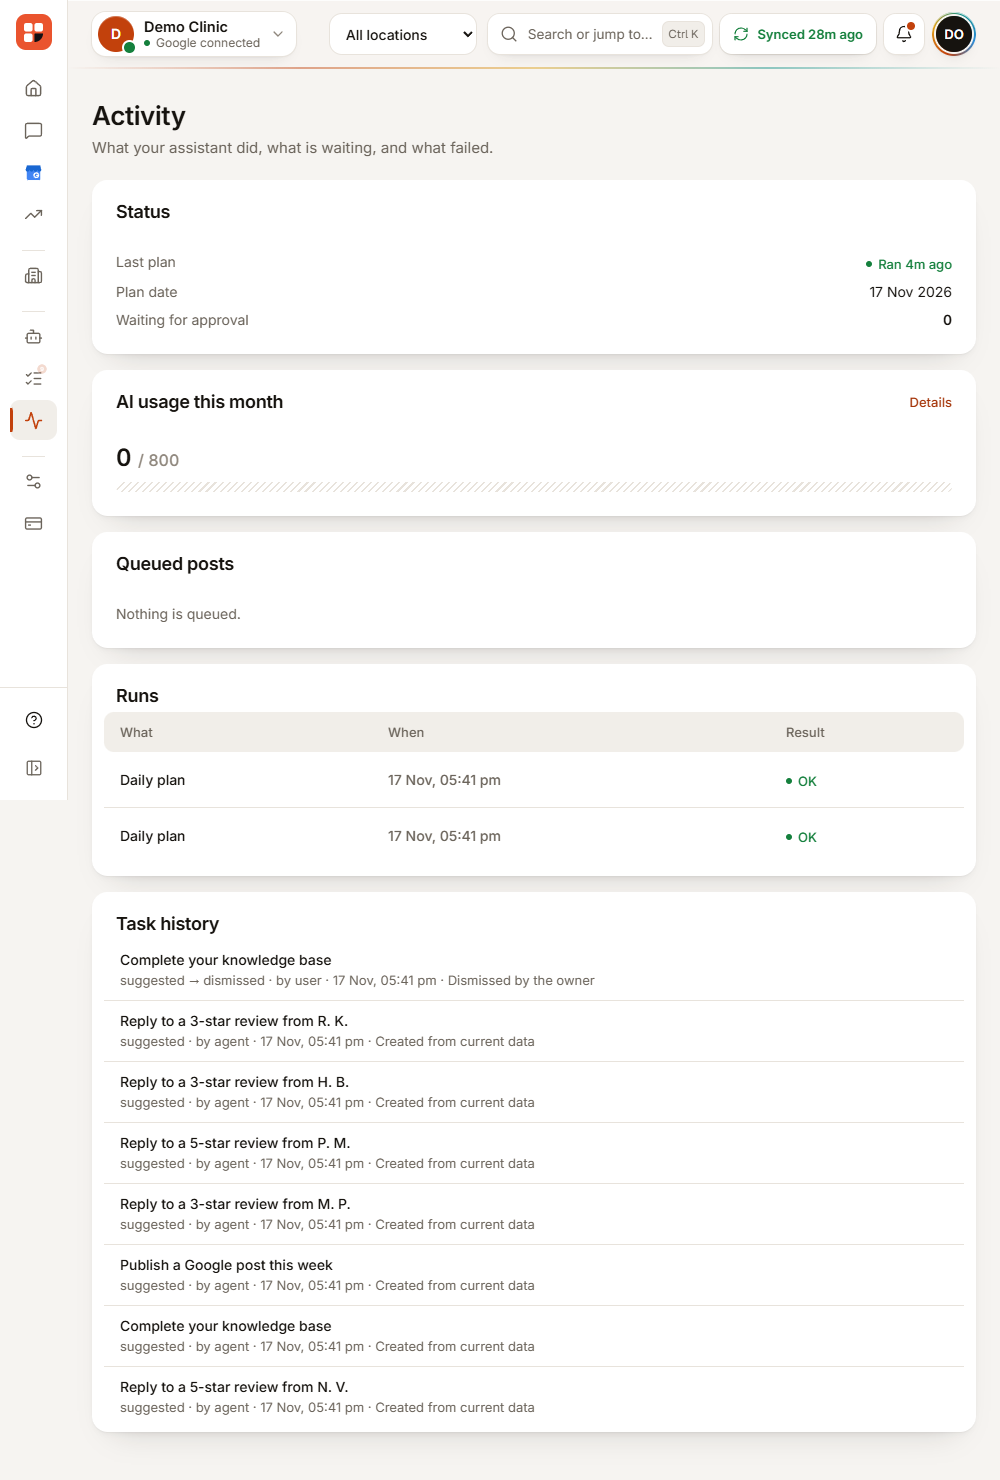 D
Demo Clinic
Google connected
All locations
Search or jump to...
Ctrl K
Synced 28m ago
DO
Activity
What your assistant did, what is waiting, and what failed.
Status
Last plan
Ran 4m ago
Plan date
17 Nov 2026
Waiting for approval
0
AI usage this month
Details
0 / 800
Queued posts
Nothing is queued.
Runs
What When Result
Daily plan 17 Nov, 05:41 pm OK
Daily plan 17 Nov, 05:41 pm OK
Task history
Complete your knowledge base
suggested → dismissed · by user · 17 Nov, 05:41 pm · Dismissed by the owner
Reply to a 3-star review from R. K.
suggested · by agent · 17 Nov, 05:41 pm · Created from current data
Reply to a 3-star review from H. B.
suggested · by agent · 17 Nov, 05:41 pm · Created from current data
Reply to a 5-star review from P. M.
suggested · by agent · 17 Nov, 05:41 pm · Created from current data
Reply to a 3-star review from M. P.
suggested · by agent · 17 Nov, 05:41 pm · Created from current data
Publish a Google post this week
suggested · by agent · 17 Nov, 05:41 pm · Created from current data
Complete your knowledge base
suggested · by agent · 17 Nov, 05:41 pm · Created from current data
Reply to a 5-star review from N. V.
suggested · by agent · 17 Nov, 05:41 pm · Created from current data